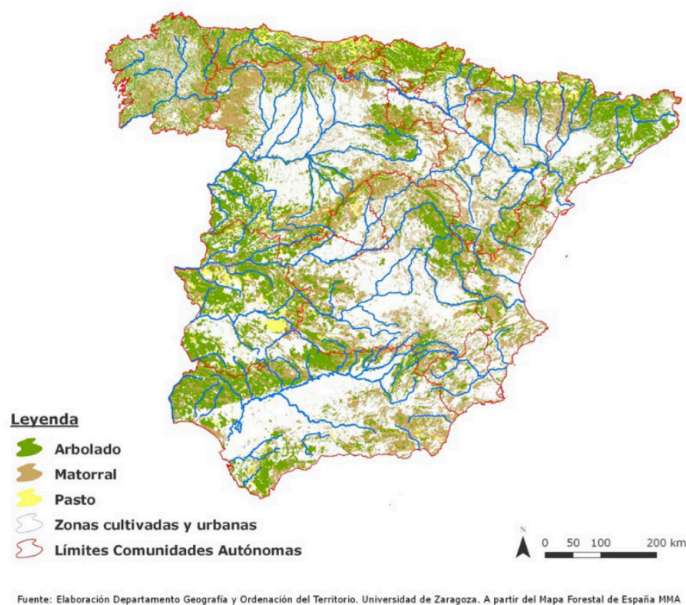 Leyenda
Arbolado
Matorral
Pasto
Zonas cultivadas y urbanas
Límites Comunidades Autónomas
N
0 50 100 200 km
Fuente: Elaboración Departamento Geografía y Ordenación del Territorio. Universidad de Zaragoza. A partir del Mapa Forestal de España MMA